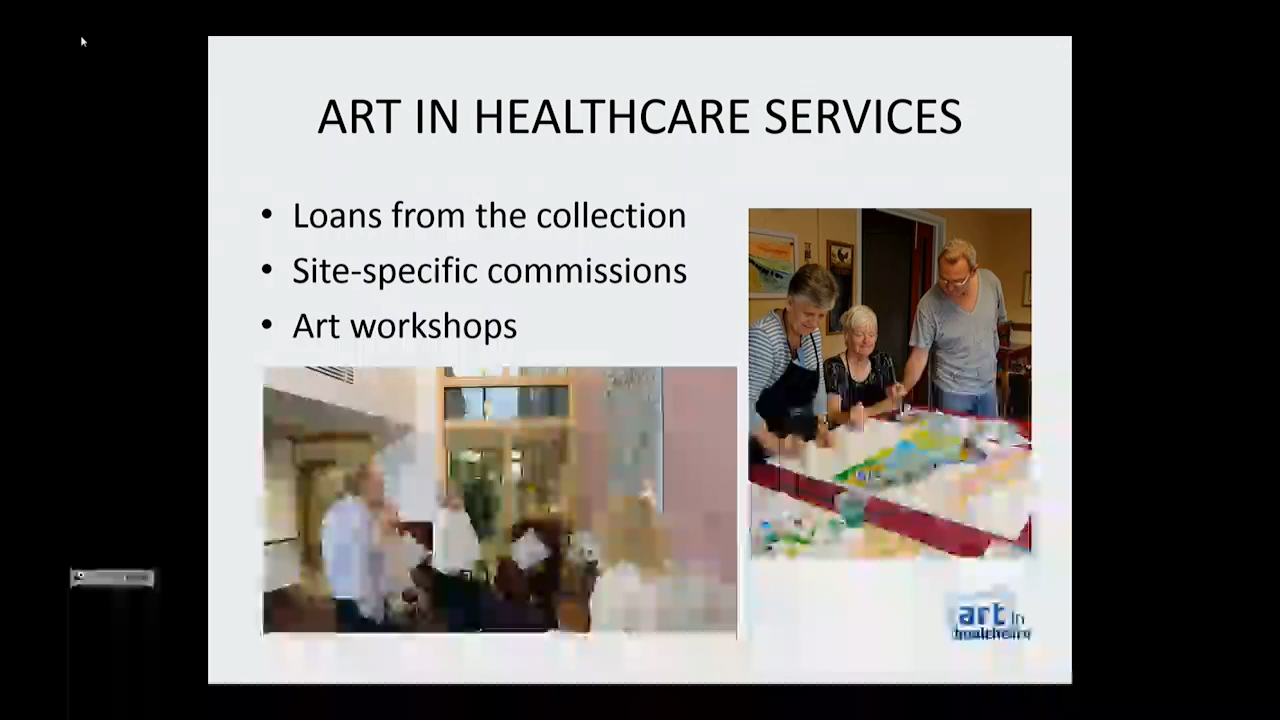 ART IN HEALTHCARE SERVICES
• Loans from the collection
• Site-specific commissions
• Art workshops
art in
healthcare